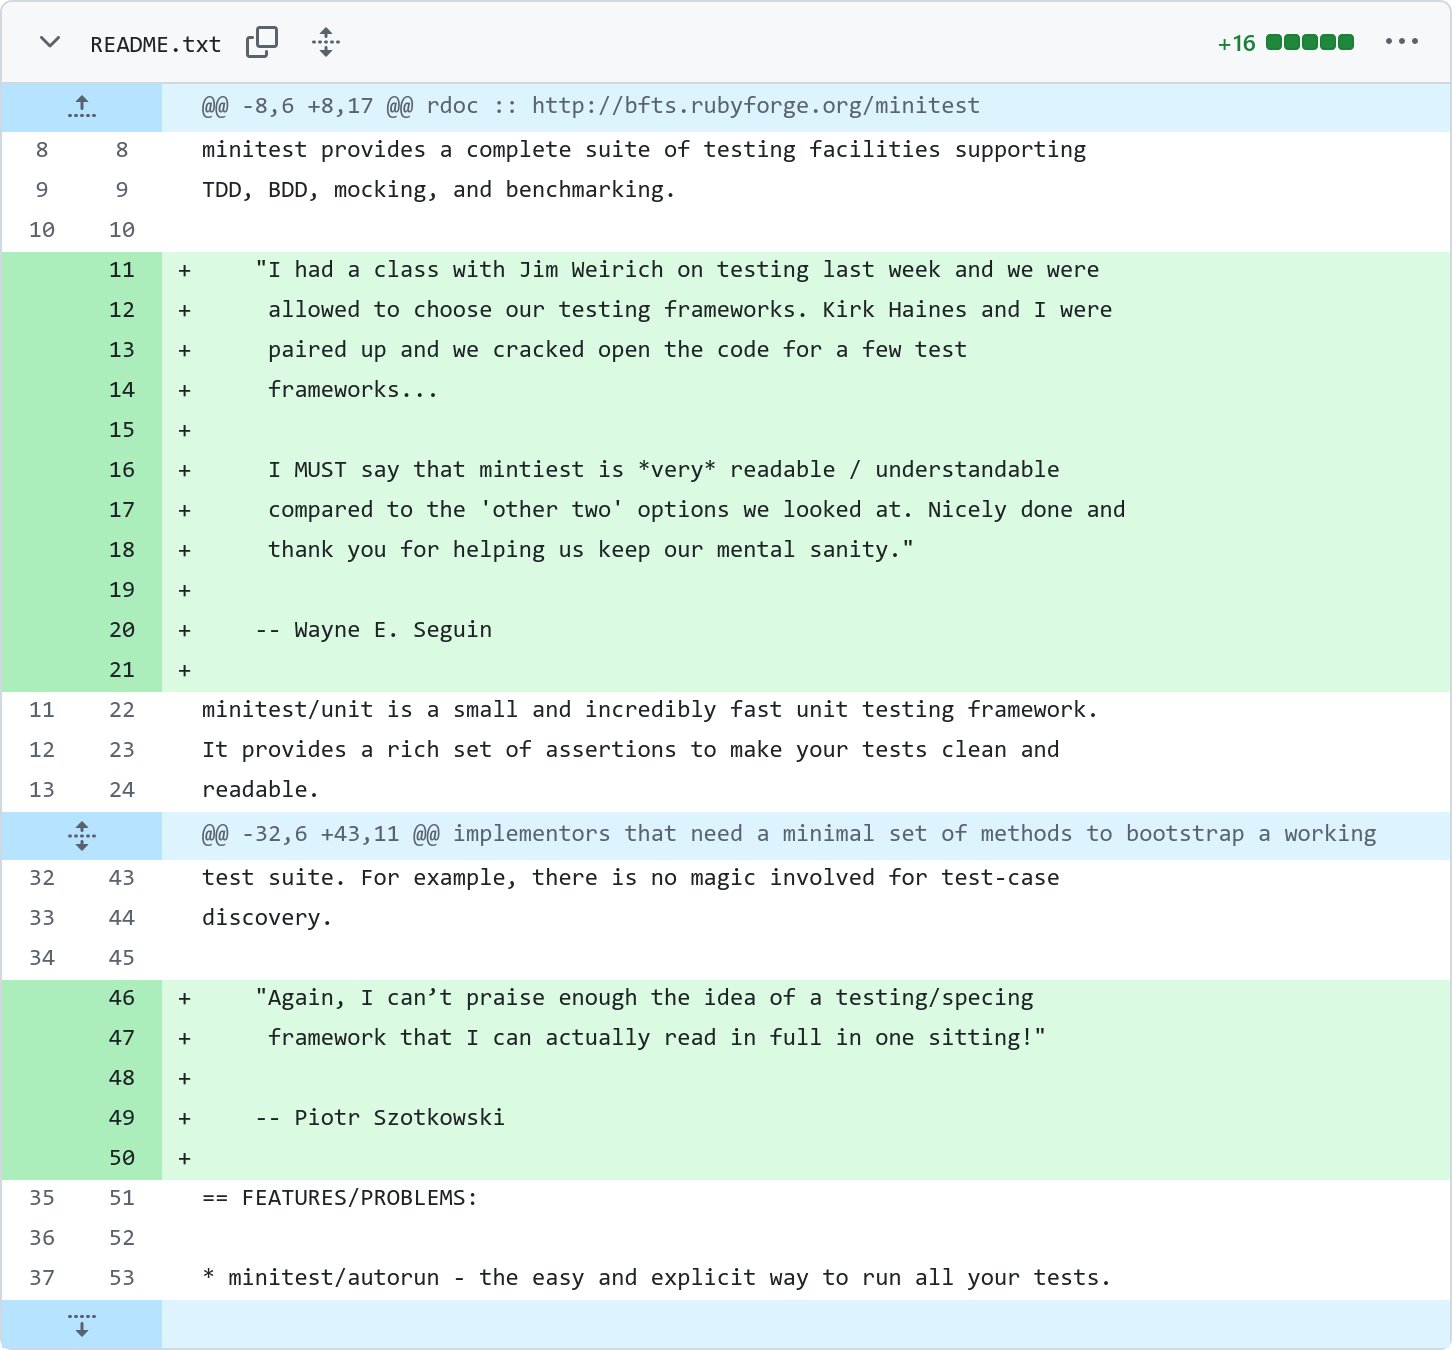 README.txt +16
@@ -8,6 +8,17 @@ rdoc :: http://bfts.rubyforge.org/minitest
8 8 minitest provides a complete suite of testing facilities supporting
9 9 TDD, BDD, mocking, and benchmarking.
10 10
11 + "I had a class with Jim Weirich on testing last week and we were
12 + allowed to choose our testing frameworks. Kirk Haines and I were
13 + paired up and we cracked open the code for a few test
14 + frameworks...
15 +
16 + I MUST say that mintiest is *very* readable / understandable
17 + compared to the 'other two' options we looked at. Nicely done and
18 + thank you for helping us keep our mental sanity."
19 +
20 + -- Wayne E. Seguin
21 +
11 22 minitest/unit is a small and incredibly fast unit testing framework.
12 23 It provides a rich set of assertions to make your tests clean and
13 24 readable.
@@ -32,6 +43,11 @@ implementors that need a minimal set of methods to bootstrap a working
32 43 test suite. For example, there is no magic involved for test-case
33 44 discovery.
34 45
46 + "Again, I can’t praise enough the idea of a testing/specing
47 + framework that I can actually read in full in one sitting!"
48 +
49 + -- Piotr Szotkowski
50 +
35 51 == FEATURES/PROBLEMS:
36 52
37 53 * minitest/autorun - the easy and explicit way to run all your tests.